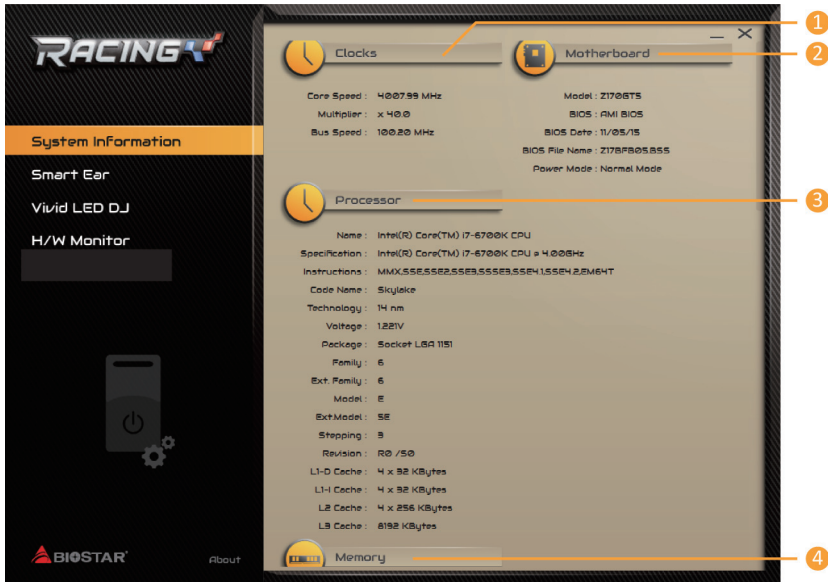 RACING
System Information
Smart Ear
Vivid LED DJ
H/W Monitor
BIOSTAR
About
Clocks
Core Speed : 4007.99 MHz
Multiplier : x 40.0
Bus Speed : 100.20 MHz
Motherboard
Model : Z170GT5
BIOS : AMI BIOS
BIOS Date : 11/05/15
BIOS File Name : Z17BFB05.BSS
Power Mode : Normal Mode
Processor
Name : Intel(R) Core(TM) i7-6700K CPU
Specification : Intel(R) Core(TM) i7-6700K CPU @ 4.00GHz
Instructions : MMX,SSE,SSE2,SSE3,SSSE3,SSE4.1,SSE4.2,EM64T
Code Name : Skylake
Technology : 14 nm
Voltage : 1.221V
Package : Socket LGA 1151
Family : 6
Ext. Family : 6
Model : E
Ext.Model : 5E
Stepping : 3
Revision : R0 /S0
L1-D Cache : 4 x 32 KBytes
L1-I Cache : 4 x 32 KBytes
L2 Cache : 4 x 256 KBytes
L3 Cache : 8192 KBytes
Memory
1
2
3
4